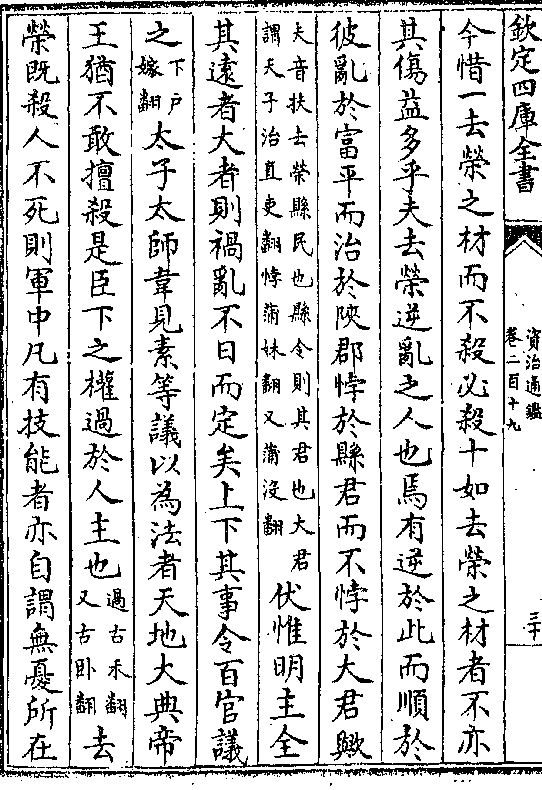 欽定四庫全書
資治通鑑
卷二百十九
三十
今惜一去榮之材而不殺必殺十如去榮之材者不亦
其傷益多乎夫去榮逆亂之人也焉有逆於此而順於
彼亂於富平而治於陜郡悖於縣君而不悖於大君歟
夫音扶去榮縣民也縣令則其君也大君
謂天子治直吏翻悖蒲妹翻又蒲没翻
伏惟明主全
其遠者大者則禍亂不日而定矣上下其事令百官議
之
下户
嫁翻
太子太師韋見素等議以為法者天地大典帝
王猶不敢擅殺是臣下之權過於人主也
過古禾翻
又古卧翻
去
榮既殺人不死則軍中凡有技能者亦自謂無憂所在